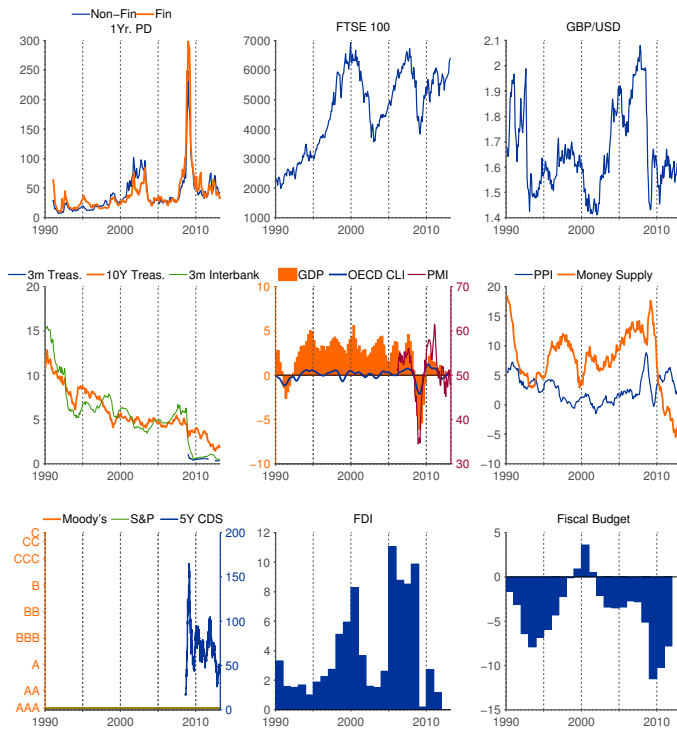 Non−Fin Fin
1Yr. PD
300
250
200
150
100
50
0
1990 2000 2010
FTSE 100
7000
6000
5000
4000
3000
2000
1000
1990 2000 2010
GBP/USD
2.1
2
1.9
1.8
1.7
1.6
1.5
1.4
1990 2000 2010
3m Treas. 10Y Treas. 3m Interbank
20
15
10
5
0
1990 2000 2010
GDP OECD CLI PMI
10 70
5 60
0 50
−5 40
−10 30
1990 2000 2010
PPI Money Supply
20
15
10
5
0
−5
−10
1990 2000 2010
Moody's S&P 5Y CDS
C 200
CC
CCC
150
B
BB 100
BBB
A 50
AA
AAA 0
1990 2000 2010
FDI
12
10
8
6
4
2
0
1990 2000 2010
Fiscal Budget
5
0
−5
−10
−15
1990 2000 2010